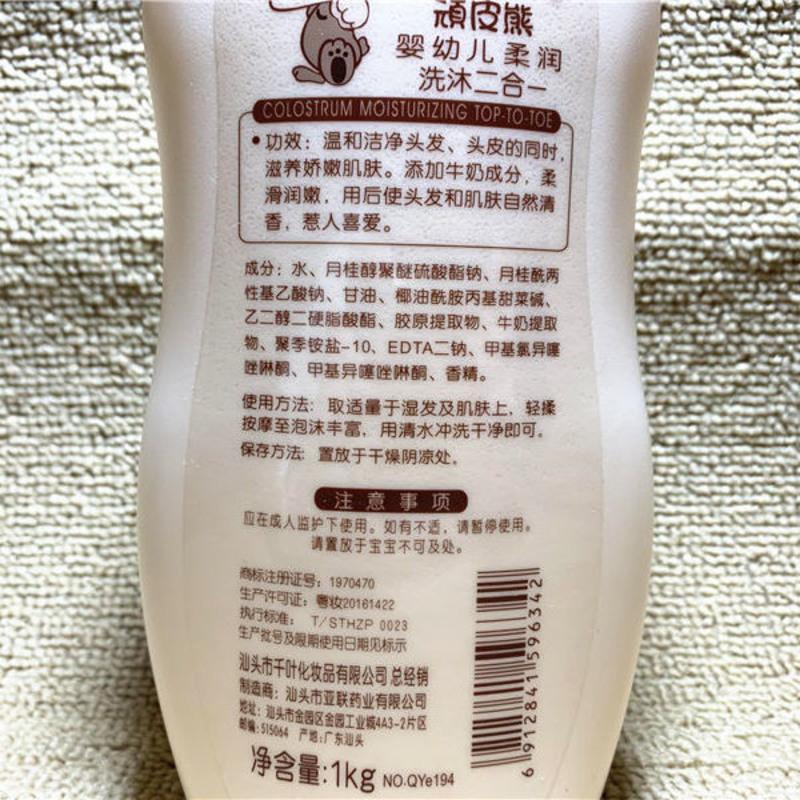 頑皮熊
婴幼儿柔润
洗沐二合一
COLOSTRUM MOISTURIZING TOP-TO-TOE
•功效：温和洁净头发、头皮的同时，
滋养娇嫩肌肤。添加牛奶成分，柔
滑润嫩，用后使头发和肌肤自然清
香，惹人喜爱。
成分：水、月桂醇聚醚硫酸酯钠、月桂酰两
性基乙酸钠、甘油、椰油酰胺丙基甜菜碱、
乙二醇二硬脂酸酯、胶原提取物、牛奶提取
物、聚季铵盐-10、EDTA二钠、甲基氯异噻
唑啉酮、甲基异噻唑啉酮、香精。
使用方法：取适量于湿发及肌肤上，轻揉
按摩至泡沫丰富，用清水冲洗干净即可。
保存方法：置放于干燥阴凉处。
·注意事项
应在成人监护下使用。如有不适，请暂停使用。
请置放于宝宝不可及处。
商标注册证号：1970470
生产许可证：粤妆20161422
执行标准：T/STHZP 0023
生产批号及限期使用日期见标示
汕头市千叶化妆品有限公司 总经销
制造商：汕头市亚联药业有限公司
地址：汕头市金园区金园工业城4A3-2片区
邮编:515064 产地:广东汕头
净含量:1kg NO.QYe194
6 912841 596342